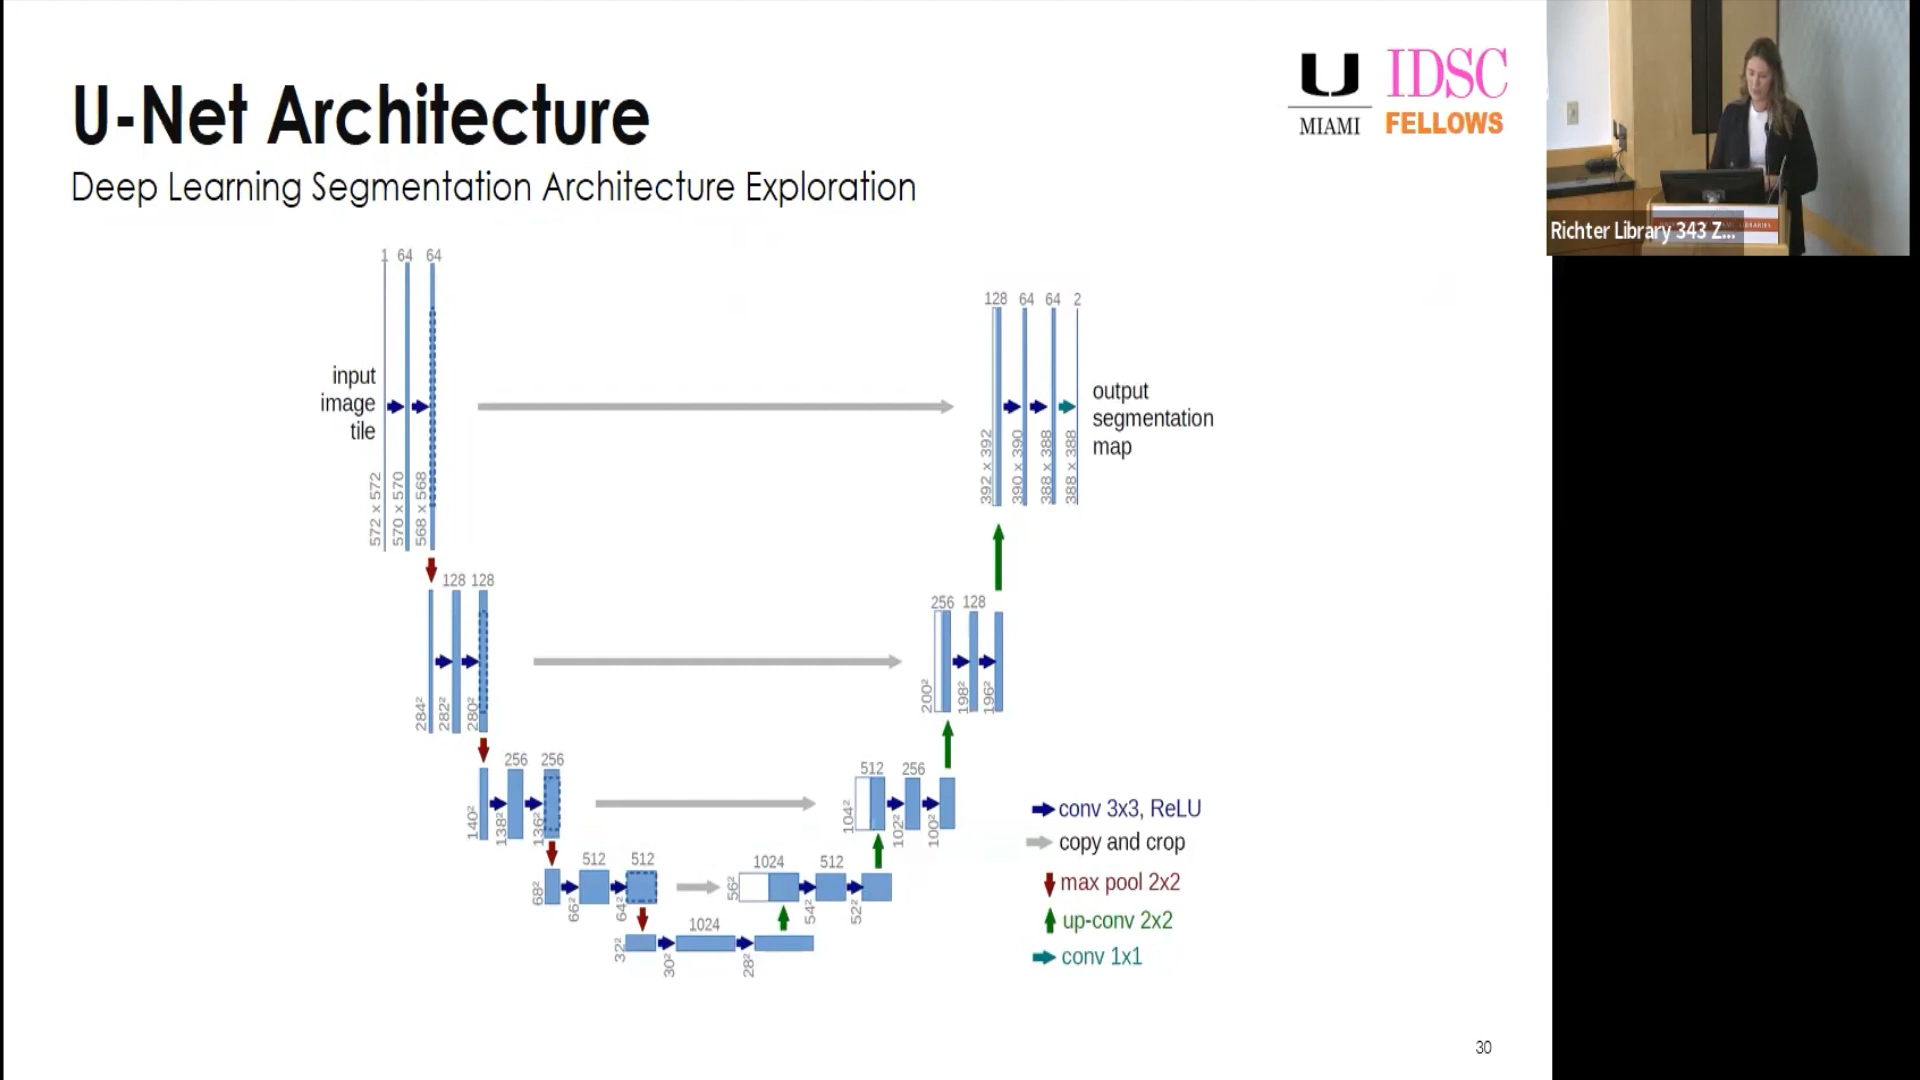 U-Net Architecture
Deep Learning Segmentation Architecture Exploration
MIAMI
IDSC
FELLOWS
Richter Library 343 Z...
1 64 64
input
image
tile
572 x 572
570 x 570
568 x 568
128 64 64 2
output
segmentation
map
392 x 392
390 x 390
388 x 388
388 x 388
128 128
284²
282²
280²
256 128
200²
198²
196²
256 256
140²
138²
136²
512 256
104²
102²
100²
512 512
68²
66²
64²
1024 512
56²
54²
52²
1024
32²
30²
28²
conv 3x3, ReLU
copy and crop
max pool 2x2
up-conv 2x2
conv 1x1
30